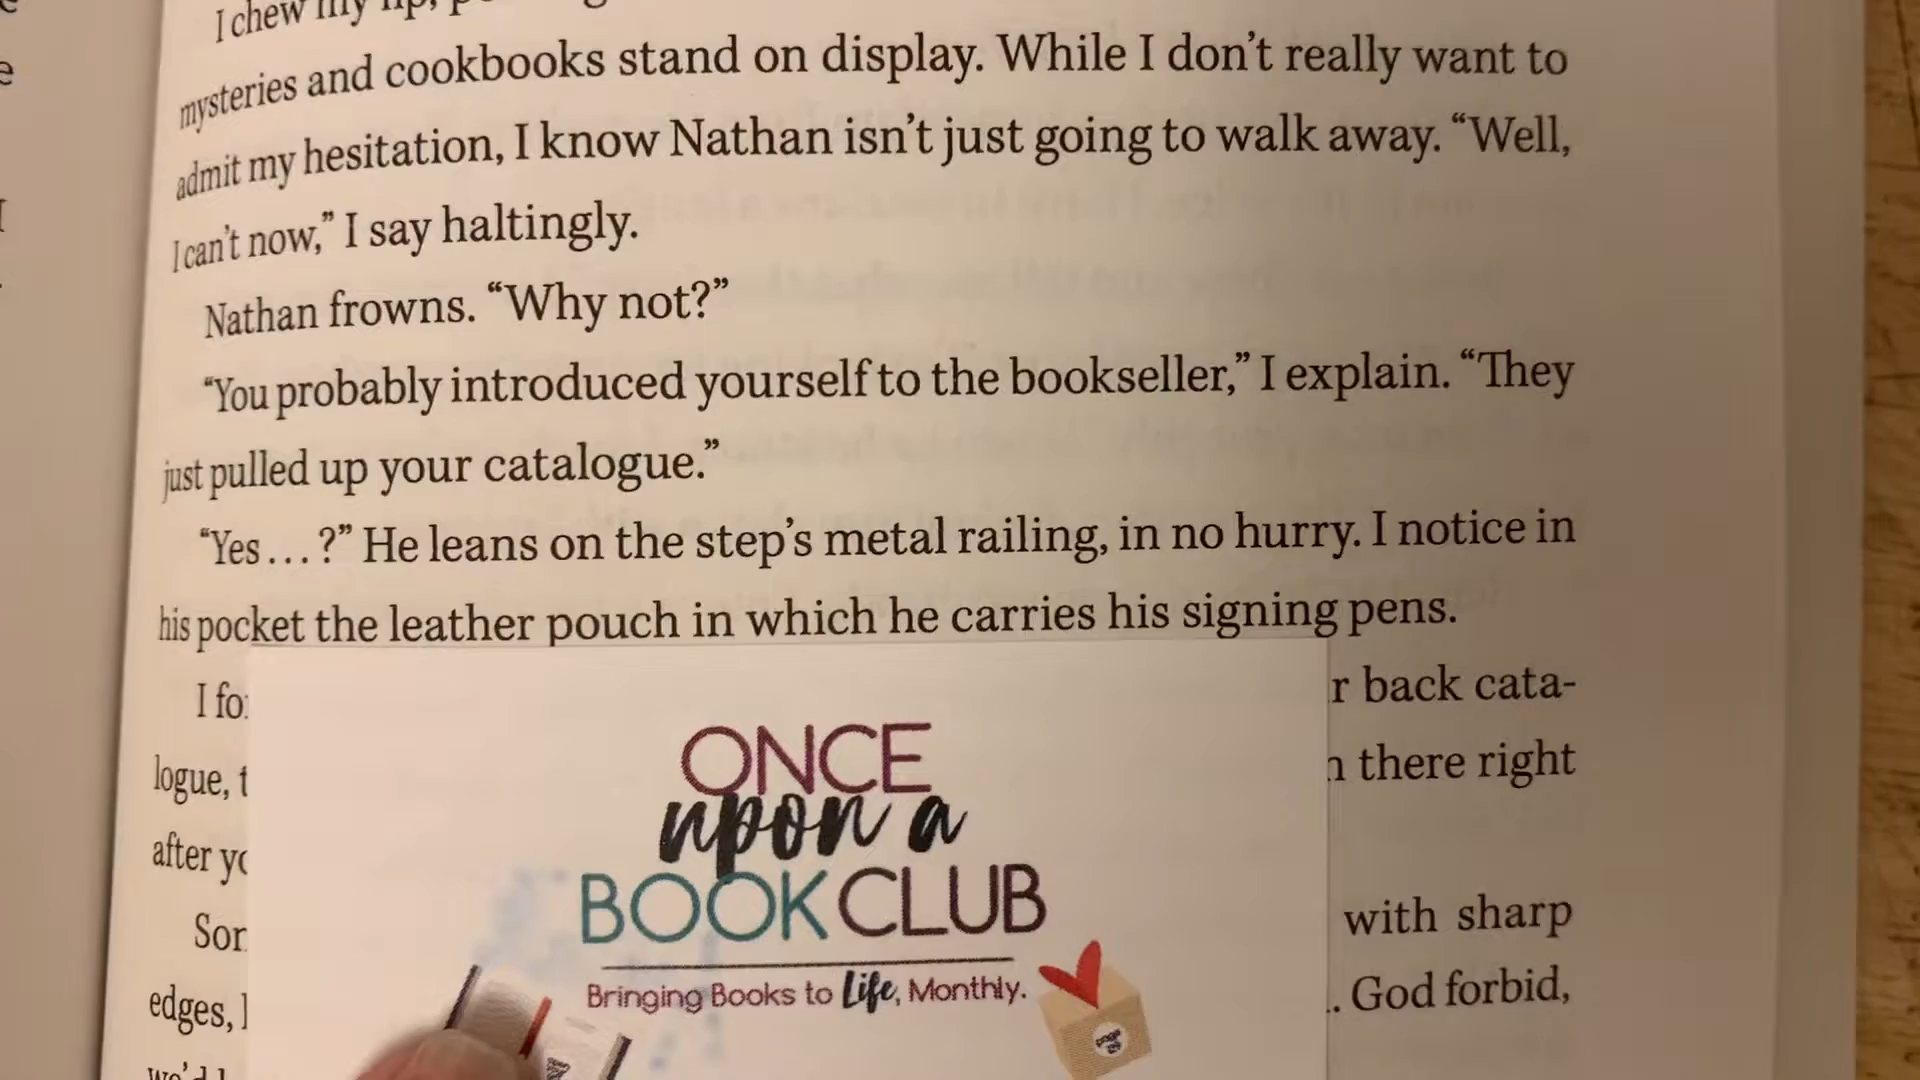 I chew my lip,
mysteries and cookbooks stand on display. While I don’t really want to
admit my hesitation, I know Nathan isn’t just going to walk away. “Well,
I can’t now,” I say haltingly.
Nathan frowns. “Why not?”
“You probably introduced yourself to the bookseller,” I explain. “They
just pulled up your catalogue.”
“Yes . . . ?” He leans on the step’s metal railing, in no hurry. I notice in
his pocket the leather pouch in which he carries his signing pens.
I back cata-
logue, there right
after
with sharp
edges, God forbid,
ONCE
upon a
BOOK CLUB
Bringing Books to Life, Monthly.